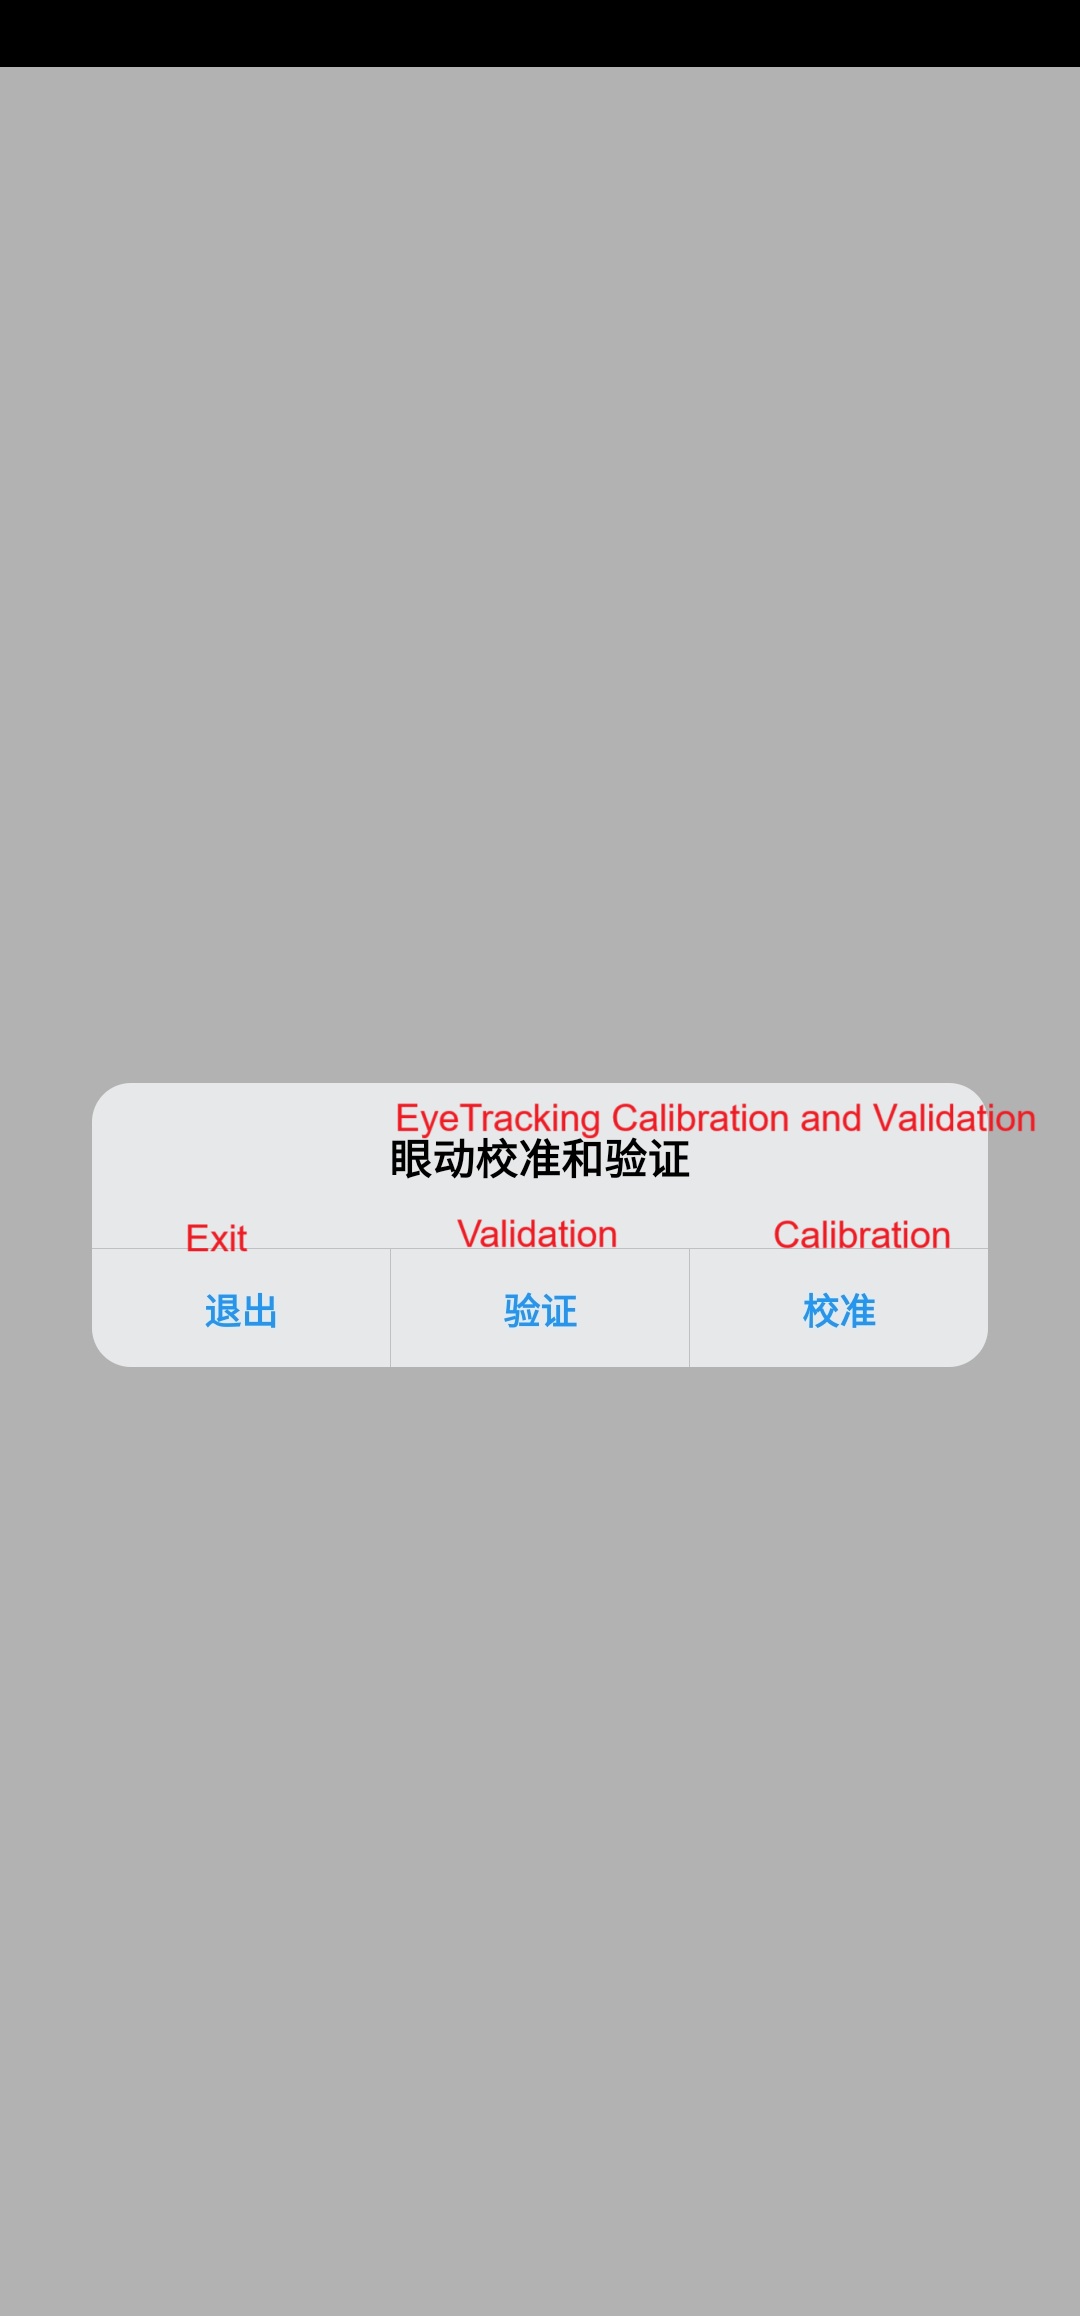 EyeTracking Calibration and Validation
眼动校准和验证
Exit Validation Calibration
退出 验证 校准